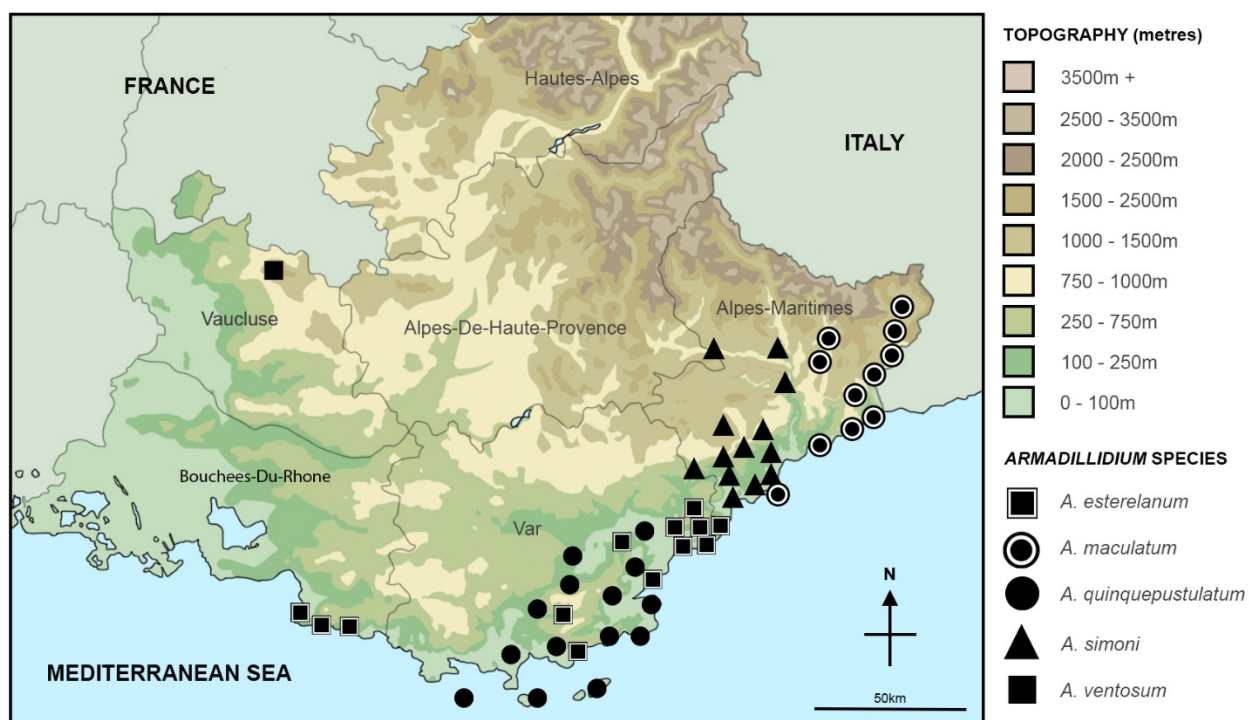 FRANCE
Hautes-Alpes
ITALY
Vaucluse
Alpes-De-Haute-Provence
Alpes-Maritimes
Bouchees-Du-Rhone
Var
MEDITERRANEAN SEA
N
50km
TOPOGRAPHY (metres)
3500m +
2500 - 3500m
2000 - 2500m
1500 - 2500m
1000 - 1500m
750 - 1000m
250 - 750m
100 - 250m
0 - 100m
ARMADILLIDIUM SPECIES
A. esterelanum
A. maculatum
A. quinquepustulatum
A. simoni
A. ventosum